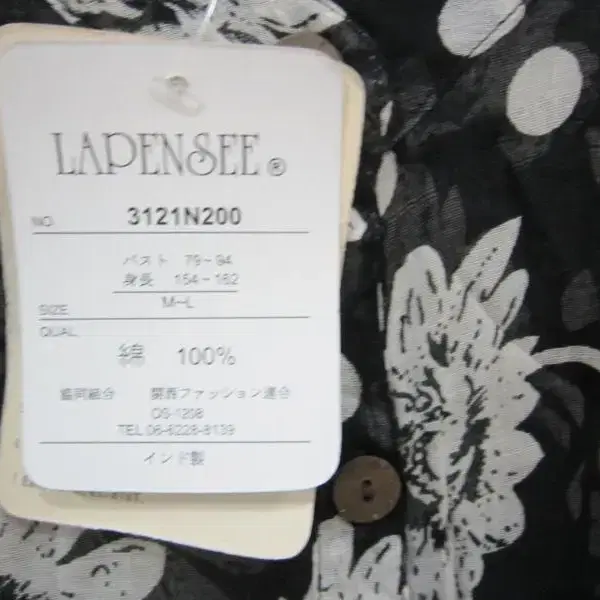 LAPENSEE®
NO. 3121N200
バスト 79~94
身長 154~162
SIZE M~L
QUAL.
綿 100%
協同組合 関西ファッション連合
OS-1208
TEL 06-6228-8139
インド製